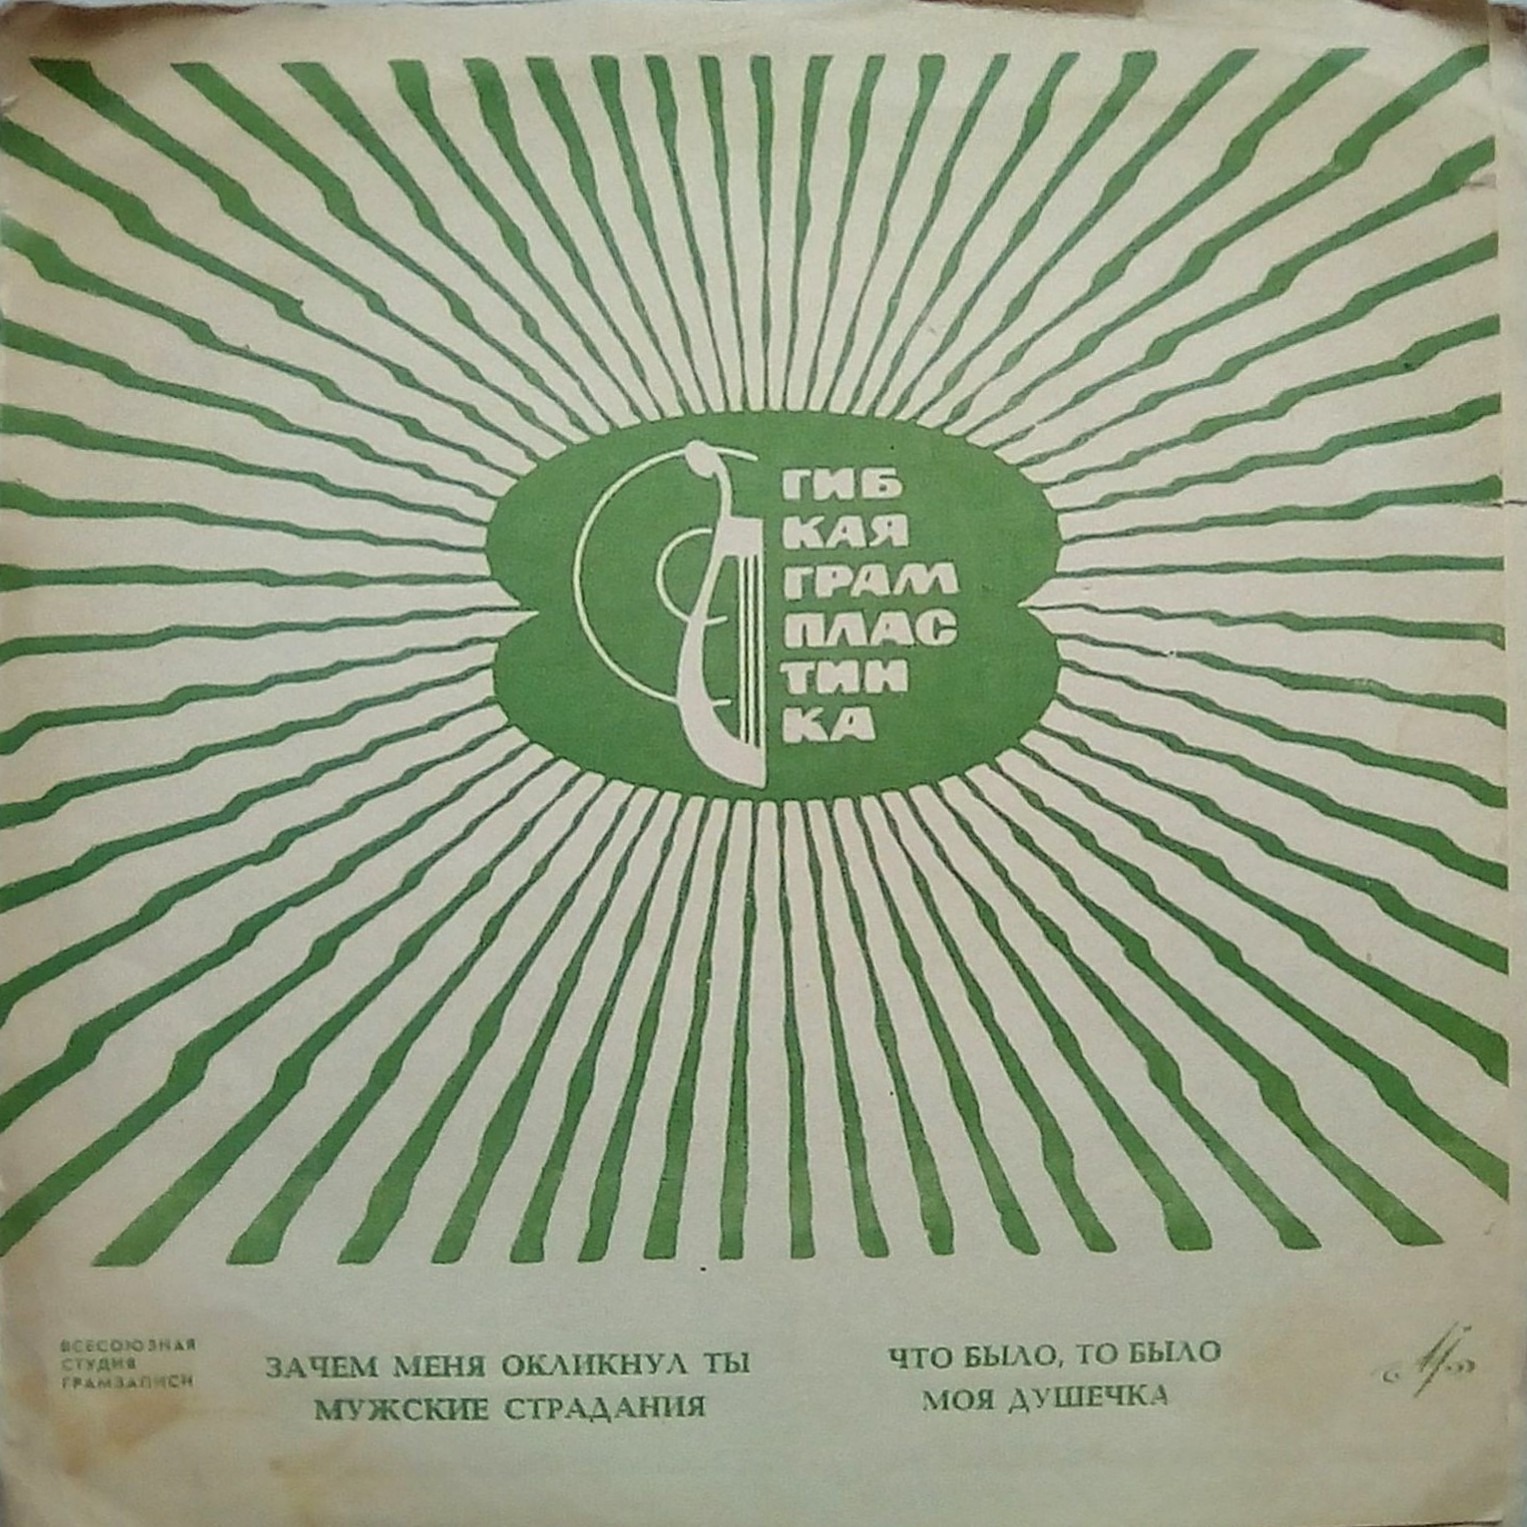 ГИБ
КАЯ
ГРАМ
ПЛАС
ТИН
КА
ВСЕСОЮЗНАЯ
СТУДИЯ
ГРАМЗАПИСИ
ЗАЧЕМ МЕНЯ ОКЛИКНУЛ ТЫ
МУЖСКИЕ СТРАДАНИЯ
ЧТО БЫЛО, ТО БЫЛО
МОЯ ДУШЕЧКА